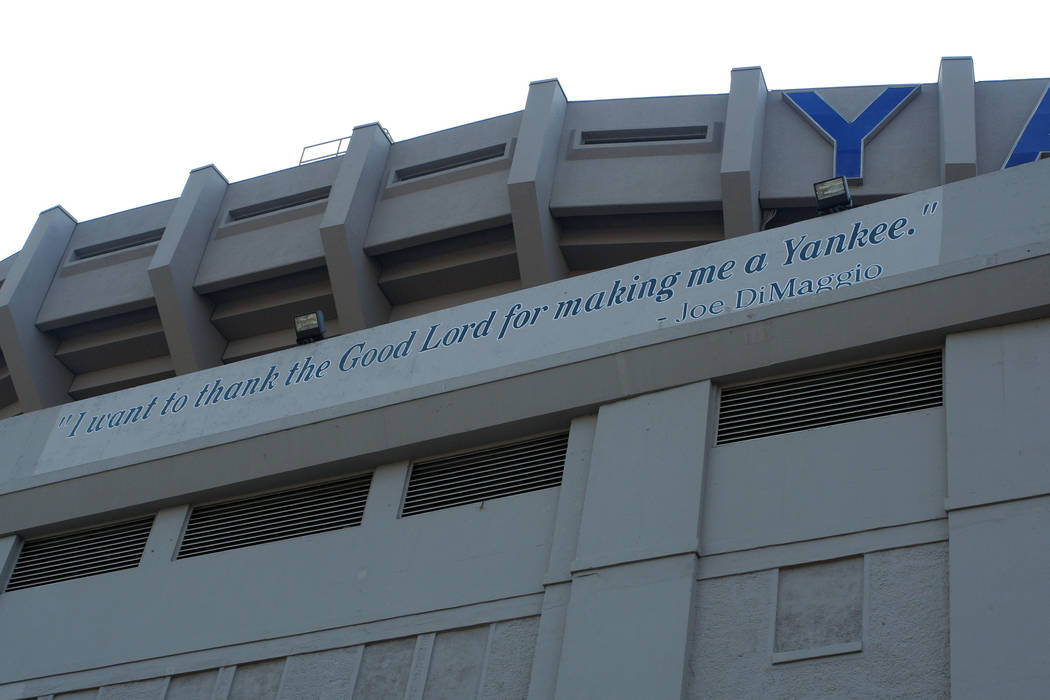 YA
"I want to thank the Good Lord for making me a Yankee."
- Joe DiMaggio